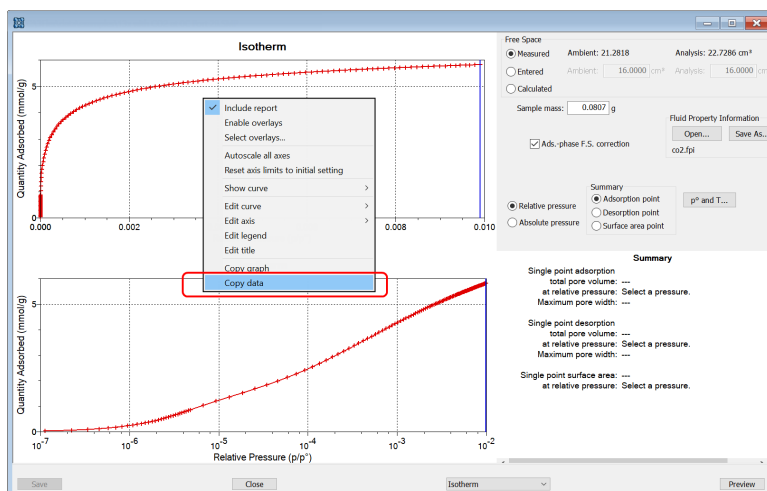 Isotherm
Quantity Adsorbed (mmol/g)
5
0
0.000
0.002
0.008
0.010
Include report
Enable overlays
Select overlays...
Autoscale all axes
Reset axis limits to initial setting
Show curve
Edit curve
Edit axis
Edit legend
Edit title
Copy graph
Copy data
Quantity Adsorbed (mmol/g)
5
0
10-7
10-6
10-5
10-4
10-3
10-2
Relative Pressure (p/p°)
Free Space
Measured Ambient: 21.2818 Analysis: 22.7286 cm³
Entered Ambient: 16.0000 cm³ Analysis: 16.0000 cm
Calculated
Sample mass: 0.0807 g
Fluid Property Information
Open... Save As..
co2.fpi
Ads.-phase F.S. correction
Relative pressure
Absolute pressure
Summary
Adsorption point
Desorption point
Surface area point
p° and T...
Summary
Single point adsorption
total pore volume: ---
at relative pressure: Select a pressure.
Maximum pore width: ---
Single point desorption
total pore volume: ---
at relative pressure: Select a pressure.
Maximum pore width: ---
Single point surface area: ---
at relative pressure: Select a pressure.
Save Close Isotherm Preview